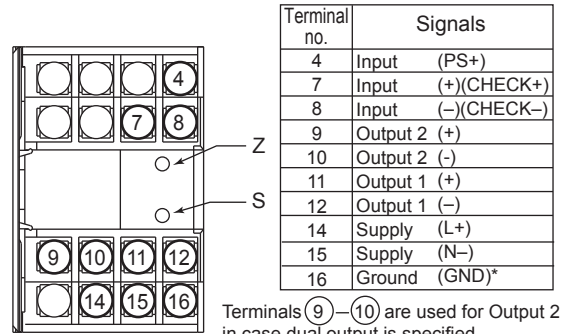 Terminal no. Signals
4 Input (PS+)
7 Input (+)(CHECK+)
8 Input (–)(CHECK–)
9 Output 2 (+)
10 Output 2 (-)
11 Output 1 (+)
12 Output 1 (–)
14 Supply (L+)
15 Supply (N–)
16 Ground (GND)*
4
7 8
Z
S
9 10 11 12
14 15 16
Terminals 9 – 10 are used for Output 2
in case dual output is specified